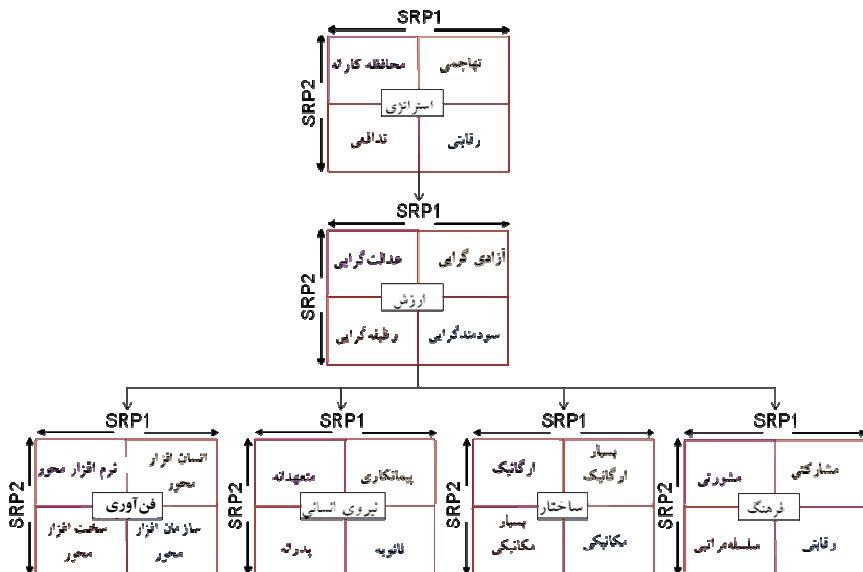 SRP1
SRP2
محافظه کارانه
تهاجمی
استراتژی
تدافعی
رقابتی
SRP1
SRP2
عدالت گرایی
آزادی گرایی
ارزش
وظیفه گرایی
سودمندگرایی
SRP1
SRP2
نرم افزار محور
انسان افزار
محور
فن‌آوری
سخت افزار
محور
سازمان افزار
محور
SRP1
SRP2
متعهدانه
پیمانکاری
نیروی انسانی
پدرانه
ثانویه
SRP1
SRP2
ارگانیک
بسیار
ارگانیک
ساختار
بسیار
مکانیکی
مکانیکی
SRP1
SRP2
مشورتی
مشارکتی
فرهنگ
سلسله‌مراتبی
رقابتی